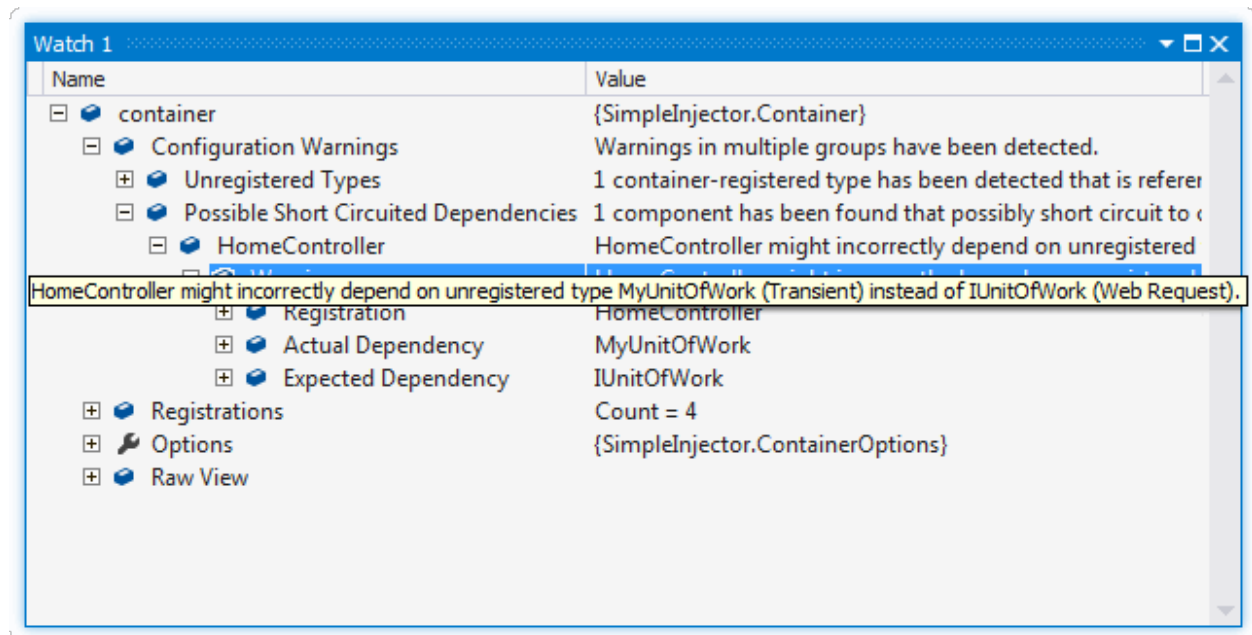 Watch 1
Name Value
container {SimpleInjector.Container}
Configuration Warnings Warnings in multiple groups have been detected.
Unregistered Types 1 container-registered type has been detected that is referen
Possible Short Circuited Dependencies 1 component has been found that possibly short circuit to
HomeController HomeController might incorrectly depend on unregistered
HomeController might incorrectly depend on unregistered type MyUnitOfWork (Transient) instead of IUnitOfWork (Web Request).
Registration HomeController
Actual Dependency MyUnitOfWork
Expected Dependency IUnitOfWork
Registrations Count = 4
Options {SimpleInjector.ContainerOptions}
Raw View